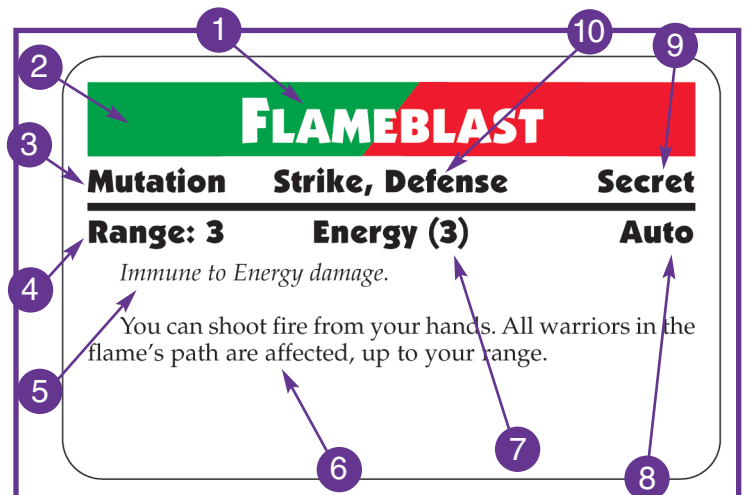 1
10
9
2
FLAMEBLAST
3
Mutation Strike, Defense Secret
Range: 3 Energy (3) Auto
4
Immune to Energy damage.
You can shoot fire from your hands. All warriors in the
flame's path are affected, up to your range.
5
6
7
8